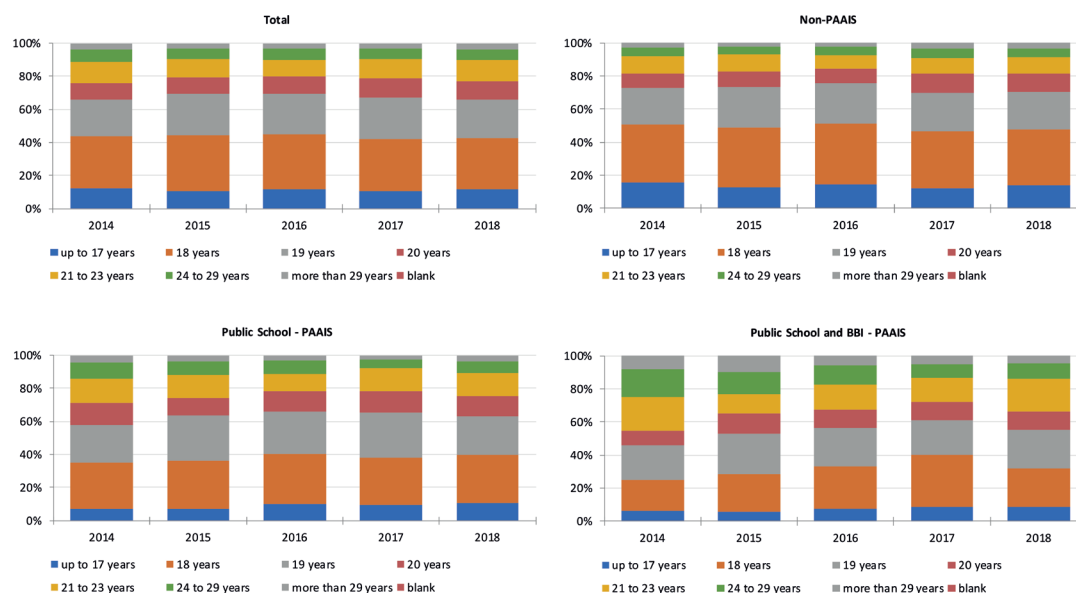 Total
100%
80%
60%
40%
20%
0%
2014 2015 2016 2017 2018
up to 17 years 18 years 19 years 20 years
21 to 23 years 24 to 29 years more than 29 years blank
Non-PAAIS
100%
80%
60%
40%
20%
0%
2014 2015 2016 2017 2018
up to 17 years 18 years 19 years 20 years
21 to 23 years 24 to 29 years more than 29 years blank
Public School - PAAIS
100%
80%
60%
40%
20%
0%
2014 2015 2016 2017 2018
up to 17 years 18 years 19 years 20 years
21 to 23 years 24 to 29 years more than 29 years blank
Public School and BBI - PAAIS
100%
80%
60%
40%
20%
0%
2014 2015 2016 2017 2018
up to 17 years 18 years 19 years 20 years
21 to 23 years 24 to 29 years more than 29 years blank